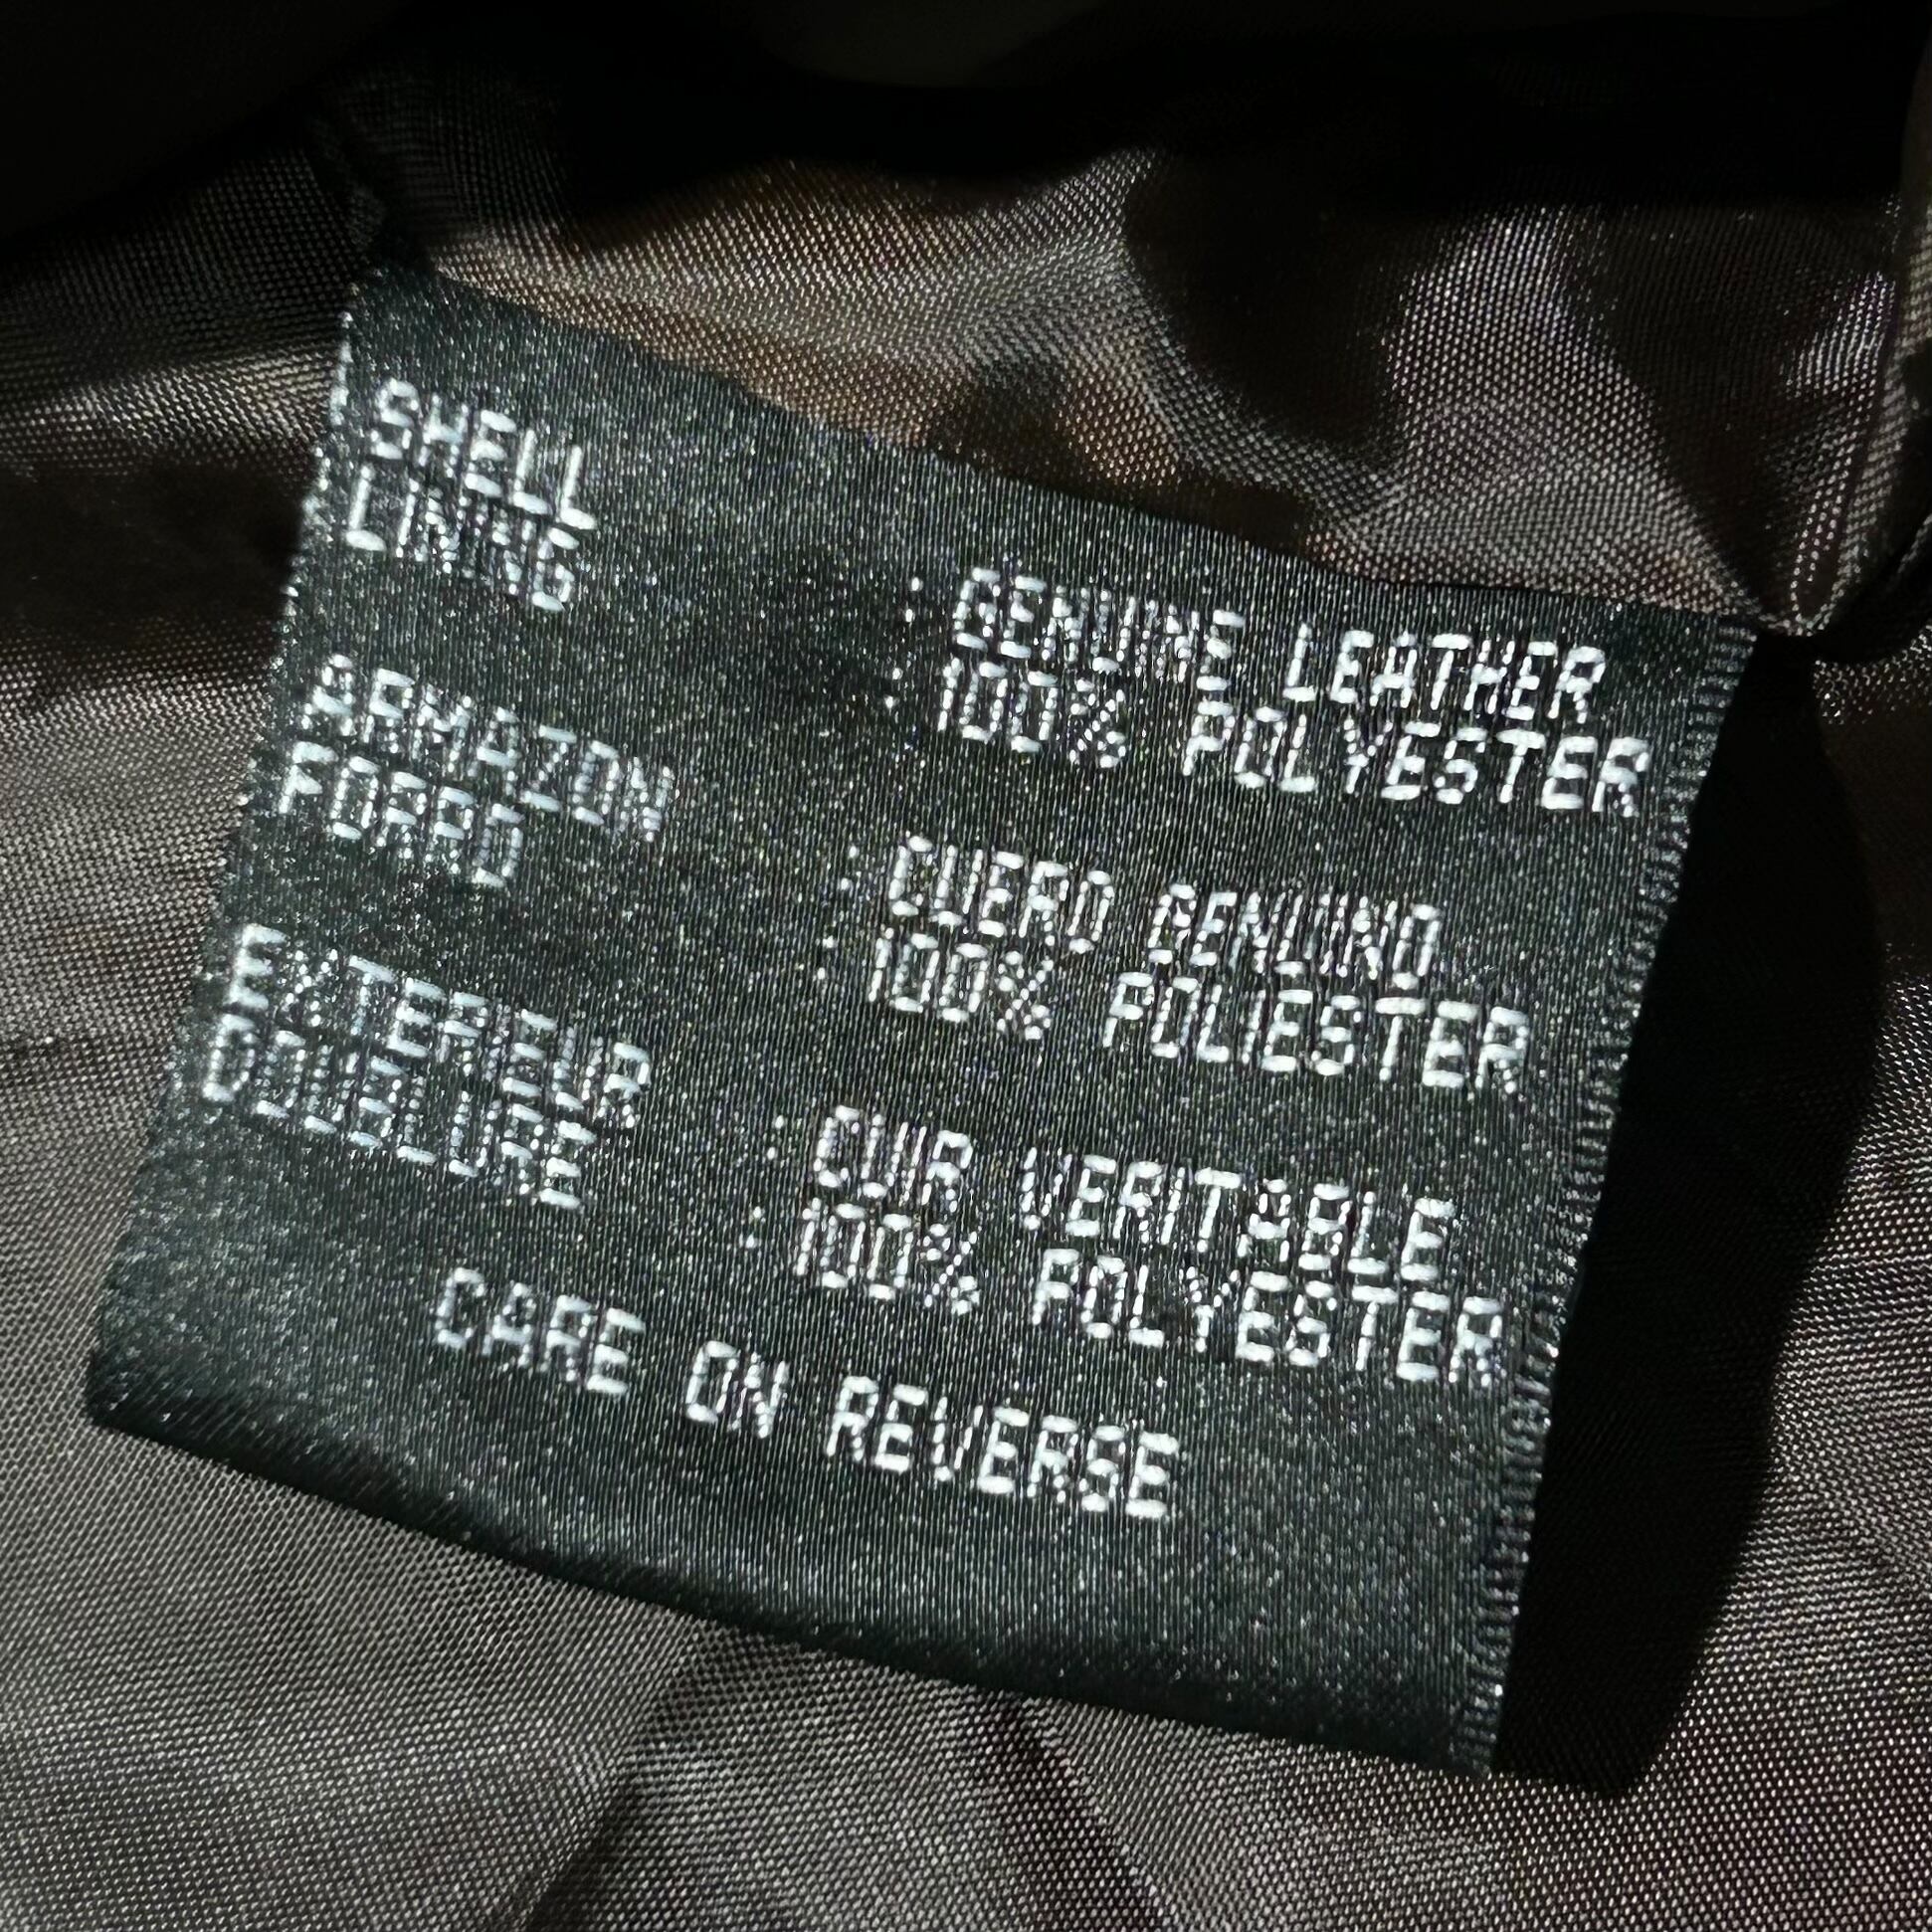 SHELL : GENUINE LEATHER
LINING : 100% POLYESTER
ARMAZON : CUERO GENUINO
FORRO : 100% POLIESTER
EXTERIEUR : CUIR VERITABLE
DOUBLURE : 100% POLYESTER
CARE ON REVERSE